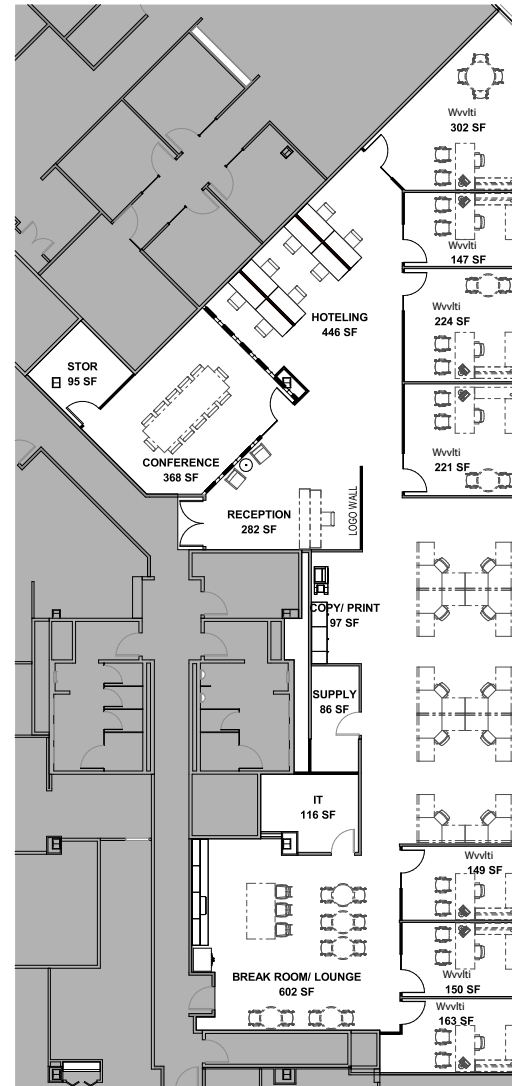 Wvvlti
302 SF
Wvvlti
147 SF
Wvvlti
224 SF
HOTELING
446 SF
STOR
95 SF
Wvvlti
221 SF
CONFERENCE
368 SF
RECEPTION
282 SF
LOGO WALL
COPY/ PRINT
97 SF
SUPPLY
86 SF
IT
116 SF
Wvvlti
149 SF
BREAK ROOM/ LOUNGE
602 SF
Wvvlti
150 SF
Wvvlti
163 SF